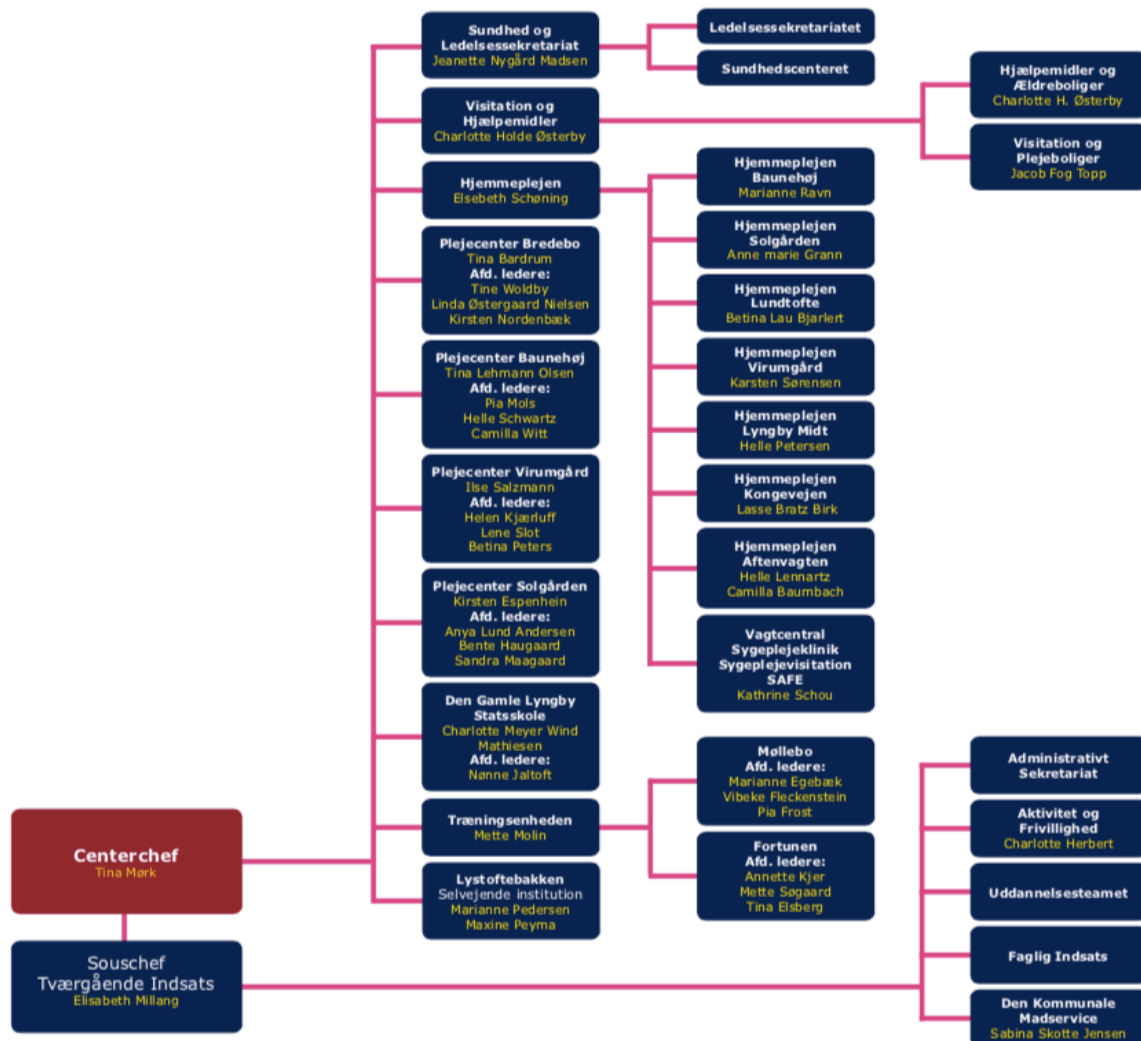 Sundhed og
Ledelsessekretariat
Jeanette Nygård Madsen
Ledelsessekretariatet
Sundhedscenteret
Visitation og
Hjælpemidler
Charlotte Holde Østerby
Hjælpemidler og
Ældreboliger
Charlotte H. Østerby
Visitation og
Plejeboliger
Jacob Fog Topp
Hjemmeplejen
Elsebeth Schøning
Hjemmeplejen
Baunehøj
Marianne Ravn
Hjemmeplejen
Solgården
Anne marie Grann
Hjemmeplejen
Lundtofte
Betina Lau Bjarlert
Hjemmeplejen
Virumgård
Karsten Sørensen
Hjemmeplejen
Lyngby Midt
Helle Petersen
Hjemmeplejen
Kongevejen
Lasse Bratz Birk
Hjemmeplejen
Aftenvagten
Helle Lennartz
Camilla Baumbach
Vagtcentral
Sygeplejeklinik
Sygeplejevisitation
SAFE
Kathrine Schou
Plejecenter Bredebo
Tina Bardrum
Afd. ledere:
Tine Woldby
Linda Østergaard Nielsen
Kirsten Nordenbæk
Plejecenter Baunehøj
Tina Lehmann Olsen
Afd. ledere:
Pia Mols
Helle Schwartz
Camilla Witt
Plejecenter Virumgård
Ilse Salzmann
Afd. ledere:
Helen Kjærluff
Lene Slot
Betina Peters
Plejecenter Solgården
Kirsten Espenhein
Afd. ledere:
Anya Lund Andersen
Bente Haugaard
Sandra Maagaard
Den Gamle Lyngby
Statsskole
Charlotte Meyer Wind
Mathiesen
Afd. ledere:
Nønne Jaltoft
Træningsenheden
Mette Molin
Møllebo
Afd. ledere:
Marianne Egebæk
Vibeke Fleckenstein
Pia Frost
Fortunen
Afd. ledere:
Annette Kjer
Mette Søgaard
Tina Elsberg
Lystoftebakken
Selvejende institution
Marianne Pedersen
Maxine Peyma
Centerchef
Tina Mørk
Souschef
Tværgående Indsats
Elisabeth Millang
Administrativt
Sekretariat
Aktivitet og
Frivillighed
Charlotte Herbert
Uddannelsesteamet
Faglig Indsats
Den Kommunale
Madservice
Sabina Skotte Jensen